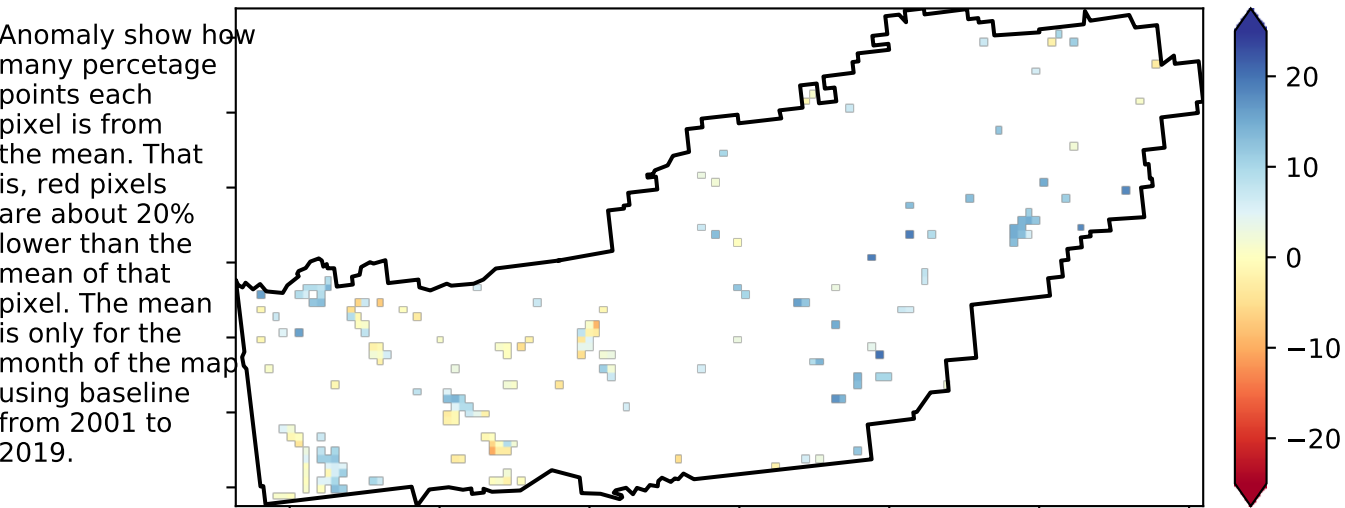 Anomaly show how
many percetage
points each
pixel is from
the mean. That
is, red pixels
are about 20%
lower than the
mean of that
pixel. The mean
is only for the
month of the map
using baseline
from 2001 to
2019.
20
10
0
−10
−20